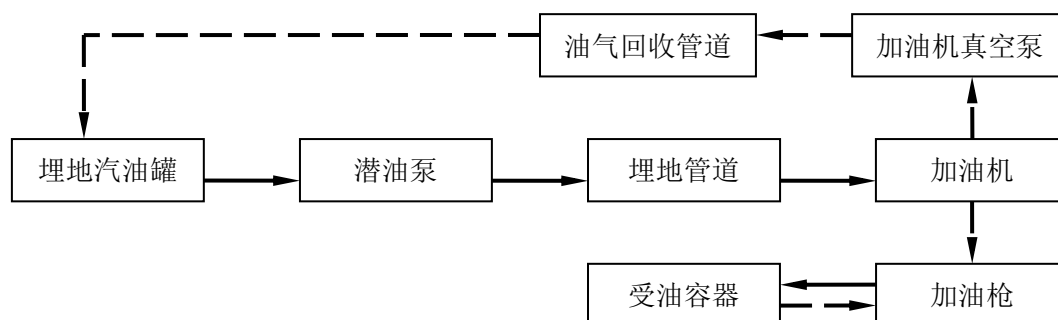 油气回收管道
加油机真空泵
埋地汽油罐
潜油泵
埋地管道
加油机
受油容器
加油枪